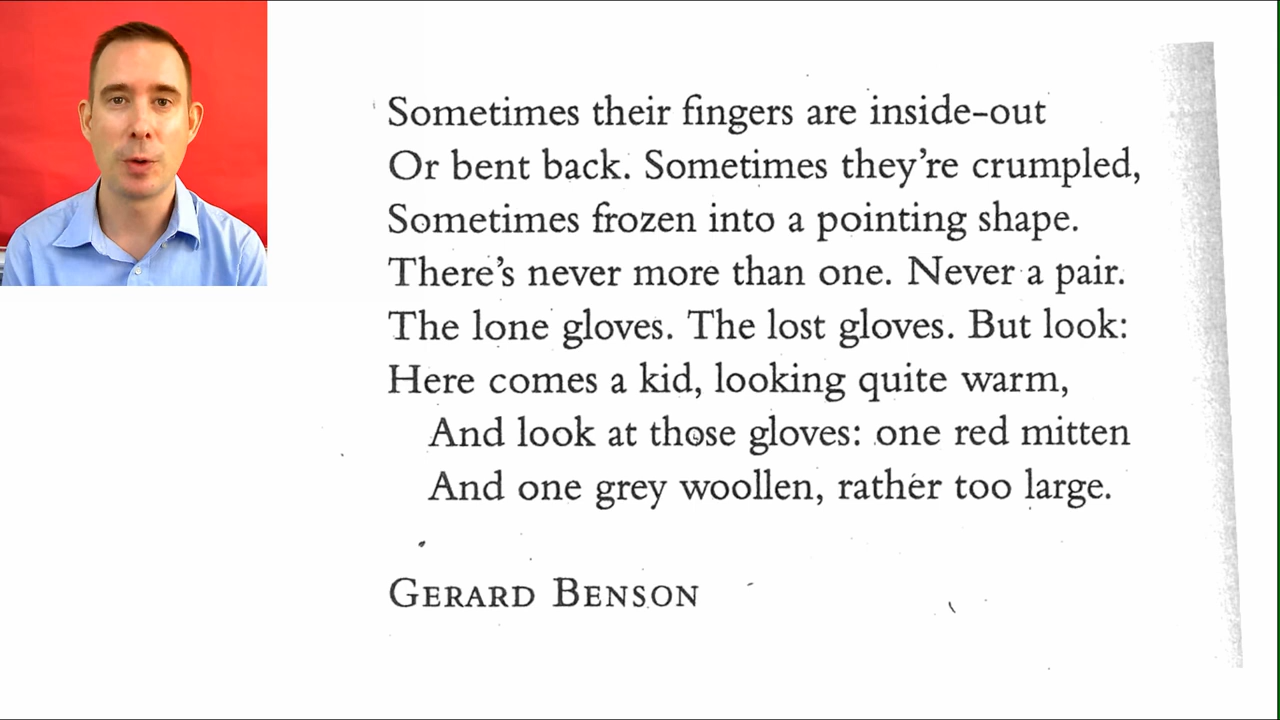 Sometimes their fingers are inside-out
Or bent back. Sometimes they're crumpled,
Sometimes frozen into a pointing shape.
There's never more than one. Never a pair.
The lone gloves. The lost gloves. But look:
Here comes a kid, looking quite warm,
And look at those gloves: one red mitten
And one grey woollen, rather too large.
GERARD BENSON